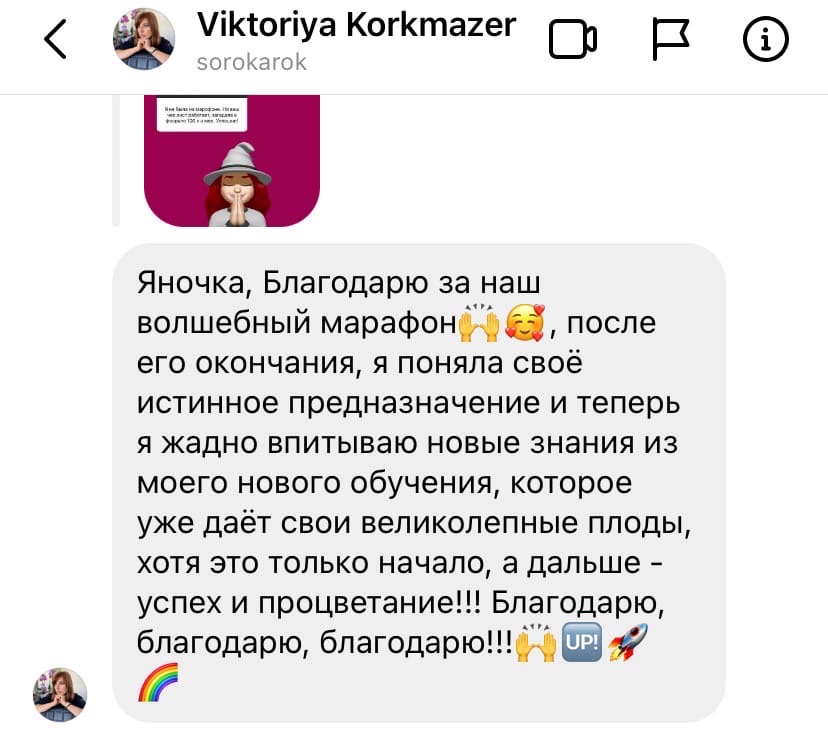 Viktoriya Korkmazer
sorokarok
Яночка, Благодарю за наш
волшебный марафон🙌🥰, после
его окончания, я поняла своё
истинное предназначение и теперь
я жадно впитываю новые знания из
моего нового обучения, которое
уже даёт свои великолепные плоды,
хотя это только начало, а дальше -
успех и процветание!!! Благодарю,
благодарю, благодарю!!!🙌🆙🚀
🌈